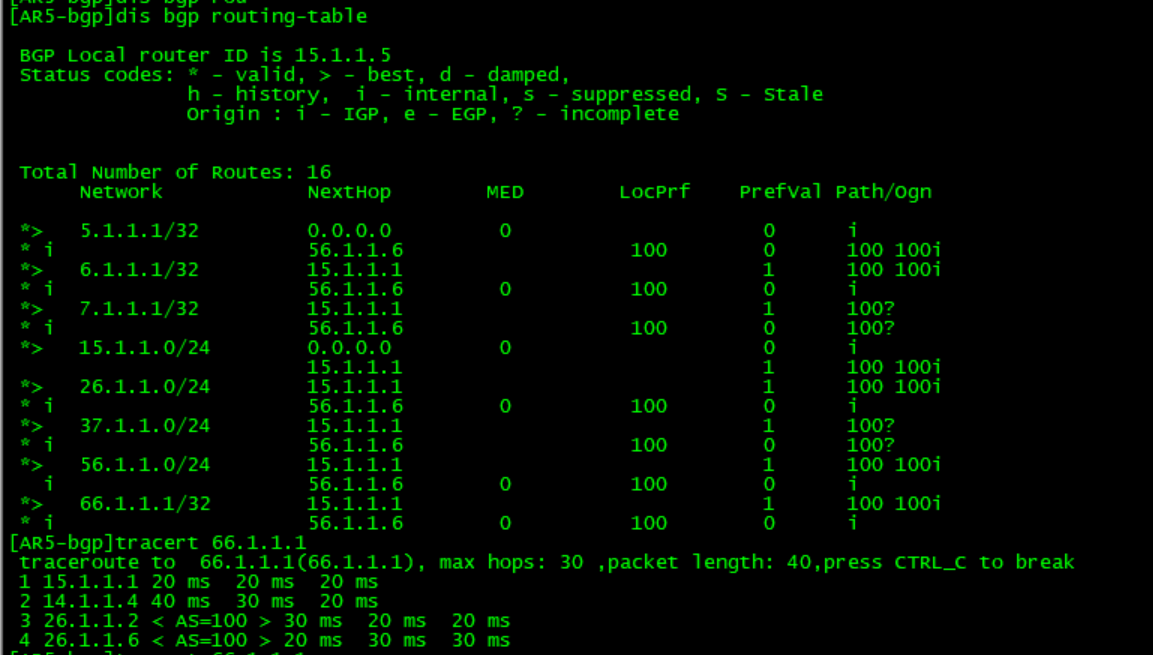 [AR5-bgp]dis bgp routing-table
BGP Local router ID is 15.1.1.5
Status codes: * - valid, > - best, d - damped,
h - history,  i - internal, s - suppressed, S - Stale
Origin : i - IGP, e - EGP, ? - incomplete
Total Number of Routes: 16
Network NextHop MED LocPrf PrefVal Path/Ogn
*> 5.1.1.1/32 0.0.0.0 0 0 i
* i 56.1.1.6 100 0 100 100i
*> 6.1.1.1/32 15.1.1.1 1 100 100i
* i 56.1.1.6 0 100 0 i
*> 7.1.1.1/32 15.1.1.1 1 100?
* i 56.1.1.6 100 0 100?
*> 15.1.1.0/24 0.0.0.0 0 0 i
15.1.1.1 1 100 100i
*> 26.1.1.0/24 15.1.1.1 1 100 100i
* i 56.1.1.6 0 100 0 i
*> 37.1.1.0/24 15.1.1.1 1 100?
* i 56.1.1.6 100 0 100?
*> 56.1.1.0/24 15.1.1.1 1 100 100i
i 56.1.1.6 0 100 0 i
*> 66.1.1.1/32 15.1.1.1 1 100 100i
* i 56.1.1.6 0 100 0 i
[AR5-bgp]tracert 66.1.1.1
traceroute to  66.1.1.1(66.1.1.1), max hops: 30 ,packet length: 40,press CTRL_C to break
1 15.1.1.1 20 ms  20 ms  20 ms
2 14.1.1.4 40 ms  30 ms  20 ms
3 26.1.1.2 < AS=100 > 30 ms  20 ms  20 ms
4 26.1.1.6 < AS=100 > 20 ms  30 ms  30 ms